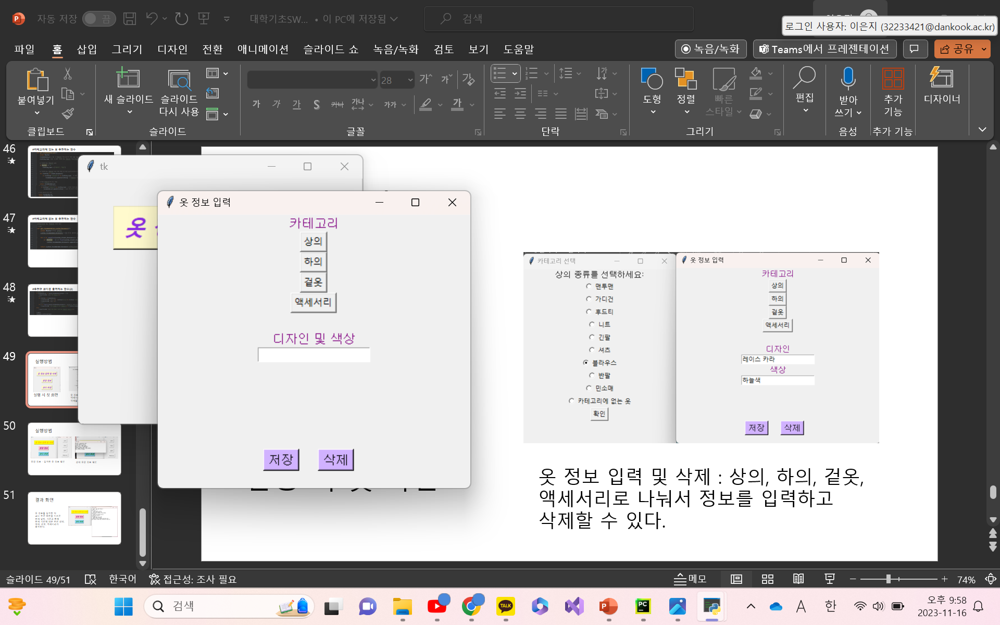 자동 저장
끔
대학기초SW... • 이 PC에 저장됨
검색
로그인 사용자: 이은지 (32233421@dankook.ac.kr)
파일
홈
삽입
그리기
디자인
전환
애니메이션
슬라이드 쇼
녹음/녹화
검토
보기
도움말
녹음/녹화
Teams에서 프레젠테이션
공유
붙여넣기
새 슬라이드
슬라이드
다시 사용
28
도형
정렬
빠른
스타일
편집
받아
쓰기
추가
기능
디자이너
클립보드
슬라이드
글꼴
단락
그리기
음성
추가 기능
46
47
48
49
실행방법
실행 시 첫 화면
50
실행방법
51
결과 화면
tk
옷
옷 정보 입력
카테고리
상의
하의
겉옷
액세서리
디자인 및 색상
저장
삭제
카테고리 선택
상의 종류를 선택하세요:
맨투맨
가디건
후드티
니트
긴팔
셔츠
블라우스
반팔
민소매
카테고리에 없는 옷
확인
옷 정보 입력
카테고리
상의
하의
겉옷
액세서리
디자인
레이스 카라
색상
하늘색
저장
삭제
옷 정보 입력 및 삭제 : 상의, 하의, 겉옷,
액세서리로 나눠서 정보를 입력하고
삭제할 수 있다.
슬라이드 49/51
한국어
접근성: 조사 필요
메모
74%
검색
TALK
PC
A
한
오후 9:58
2023-11-16